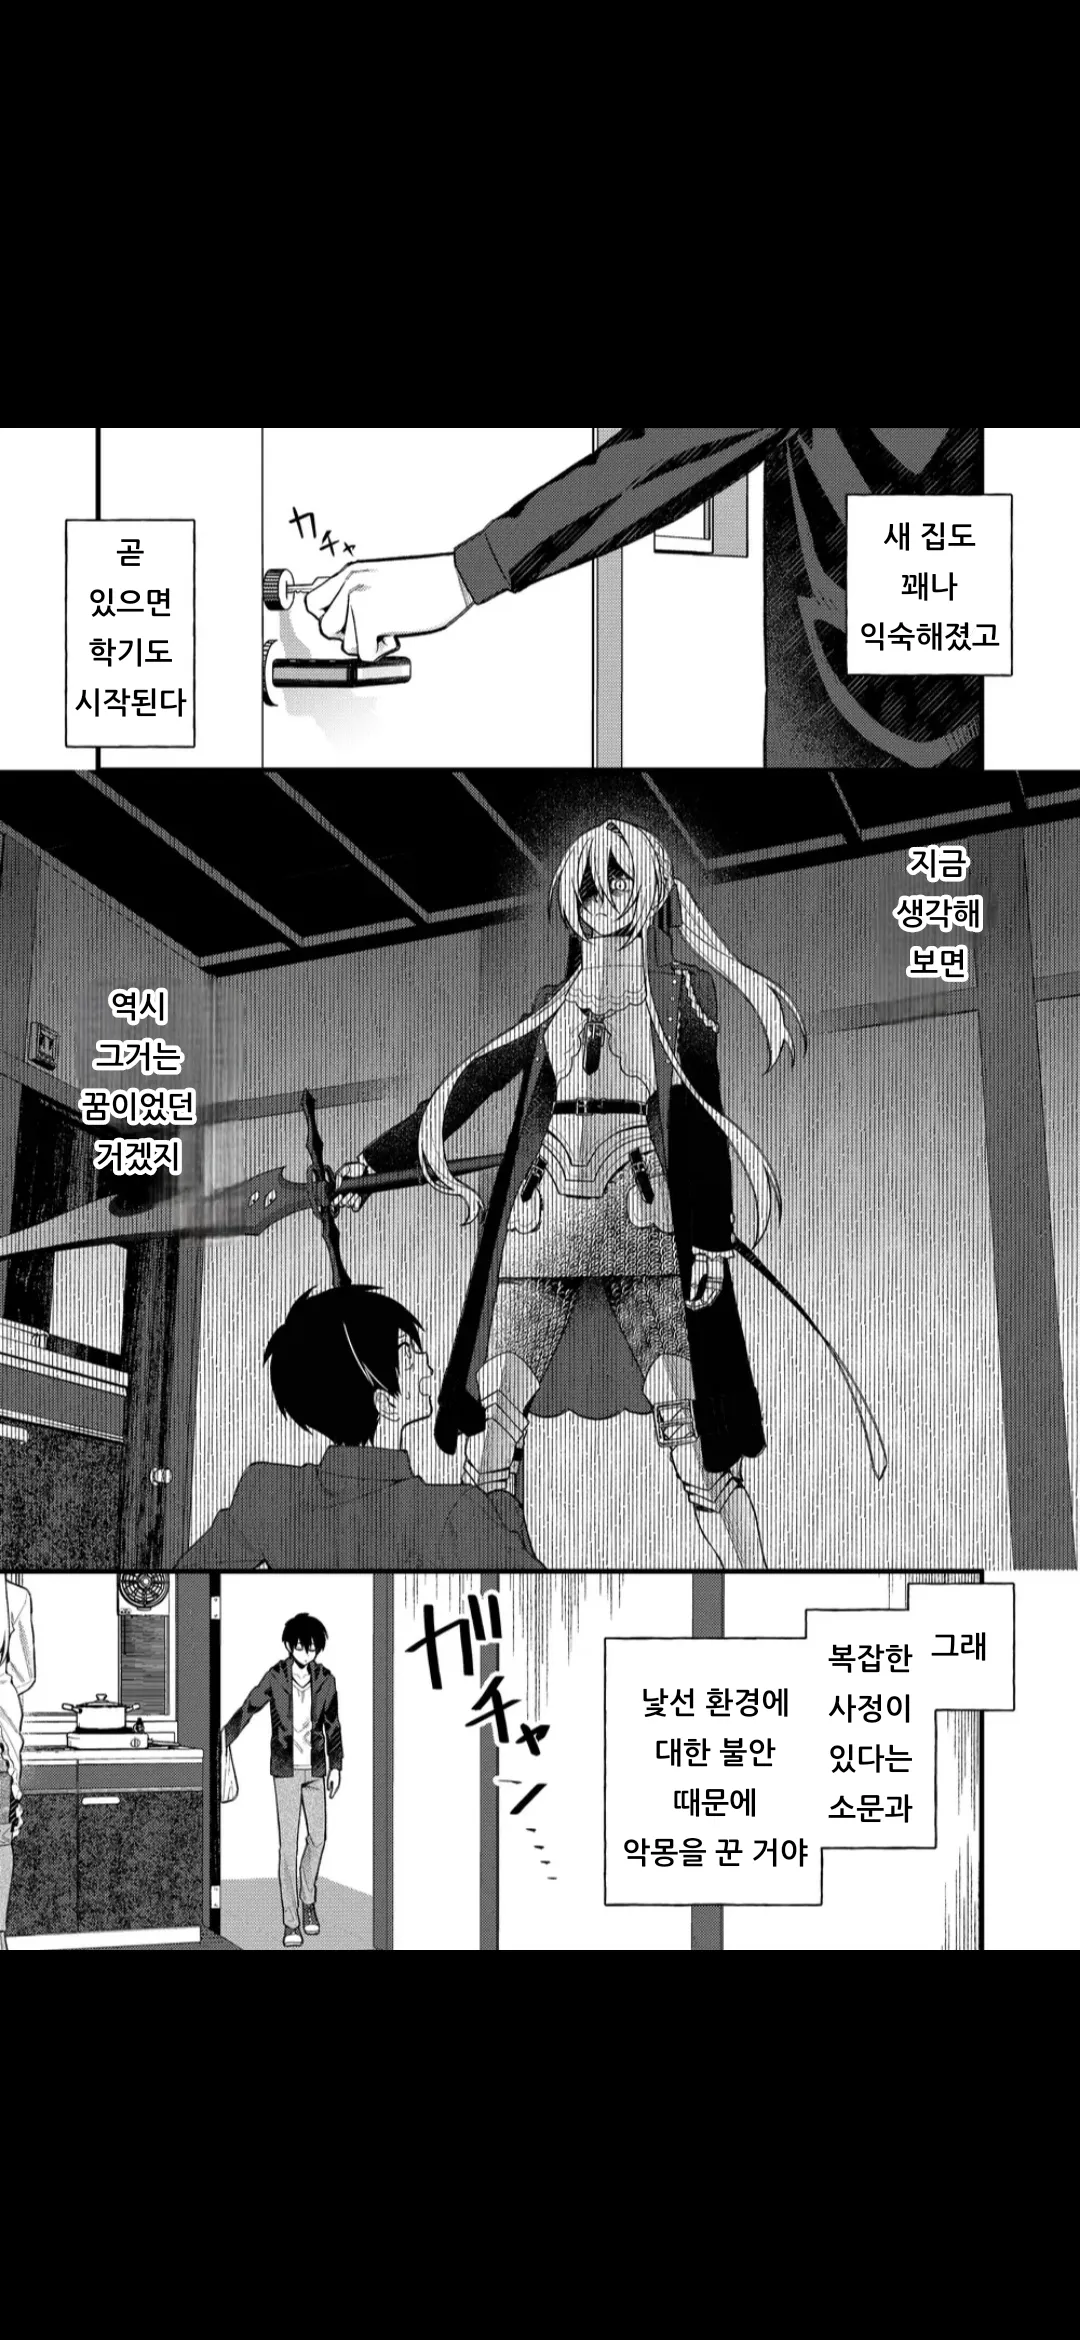 새 집도
꽤나
익숙해졌고
カチャ
곧
있으면
학기도
시작된다
지금
생각해
보면
역시
그거는
꿈이었던
거겠지
그래
복잡한
사정이
있다는
소문과
낯선 환경에
대한 불안
때문에
악몽을 꾼 거야
ガチャン…